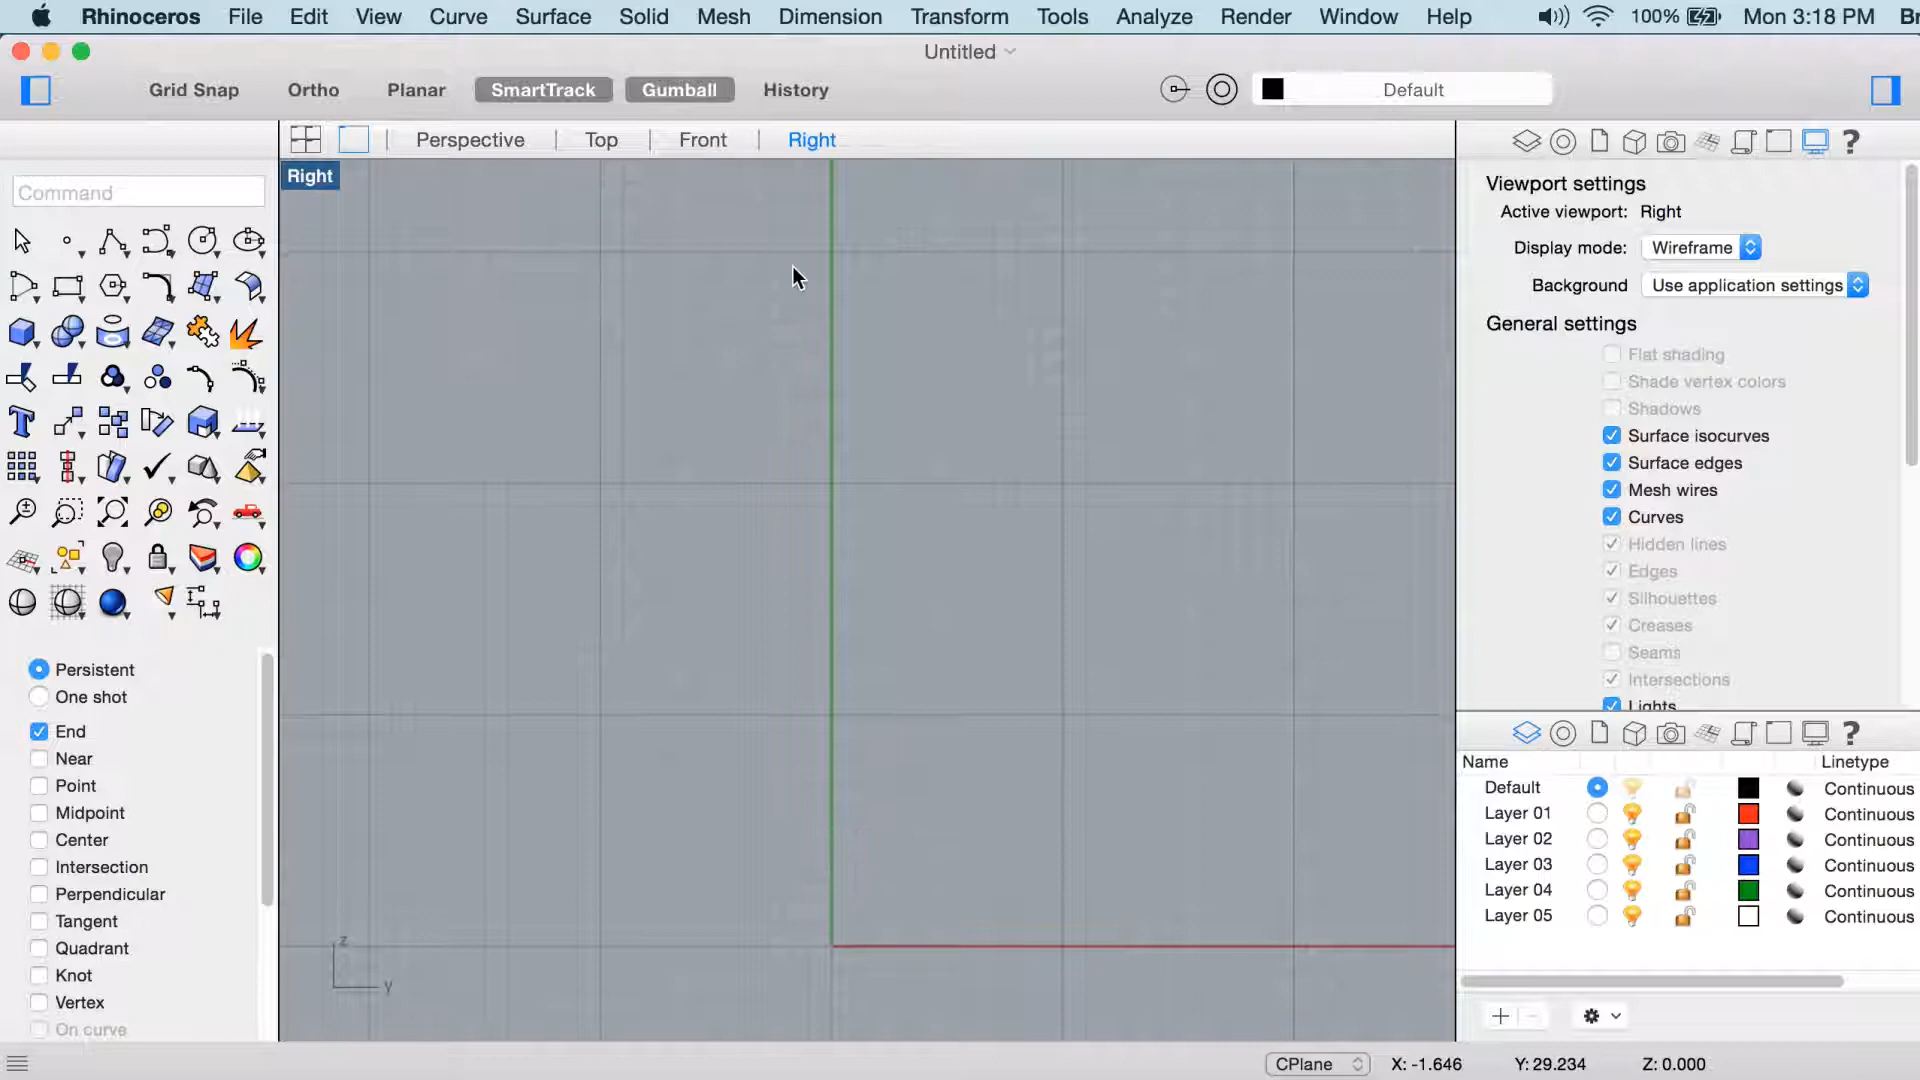 Rhinoceros File Edit View Curve Surface Solid Mesh Dimension Transform Tools Analyze Render Window Help 100% Mon 3:18 PM Br
Untitled
Grid Snap Ortho Planar SmartTrack Gumball History Default
Perspective Top Front Right
Right
Command
Viewport settings
Active viewport: Right
Display mode: Wireframe
Background Use application settings
General settings
Flat shading
Shade vertex colors
Shadows
Surface isocurves
Surface edges
Mesh wires
Curves
Hidden lines
Edges
Silhouettes
Creases
Seams
Intersections
Lights
Persistent
One shot
End
Near
Point
Midpoint
Center
Intersection
Perpendicular
Tangent
Quadrant
Knot
Vertex
On curve
z
y
Name Linetype
Default Continuous
Layer 01 Continuous
Layer 02 Continuous
Layer 03 Continuous
Layer 04 Continuous
Layer 05 Continuous
CPlane X: -1.646 Y: 29.234 Z: 0.000